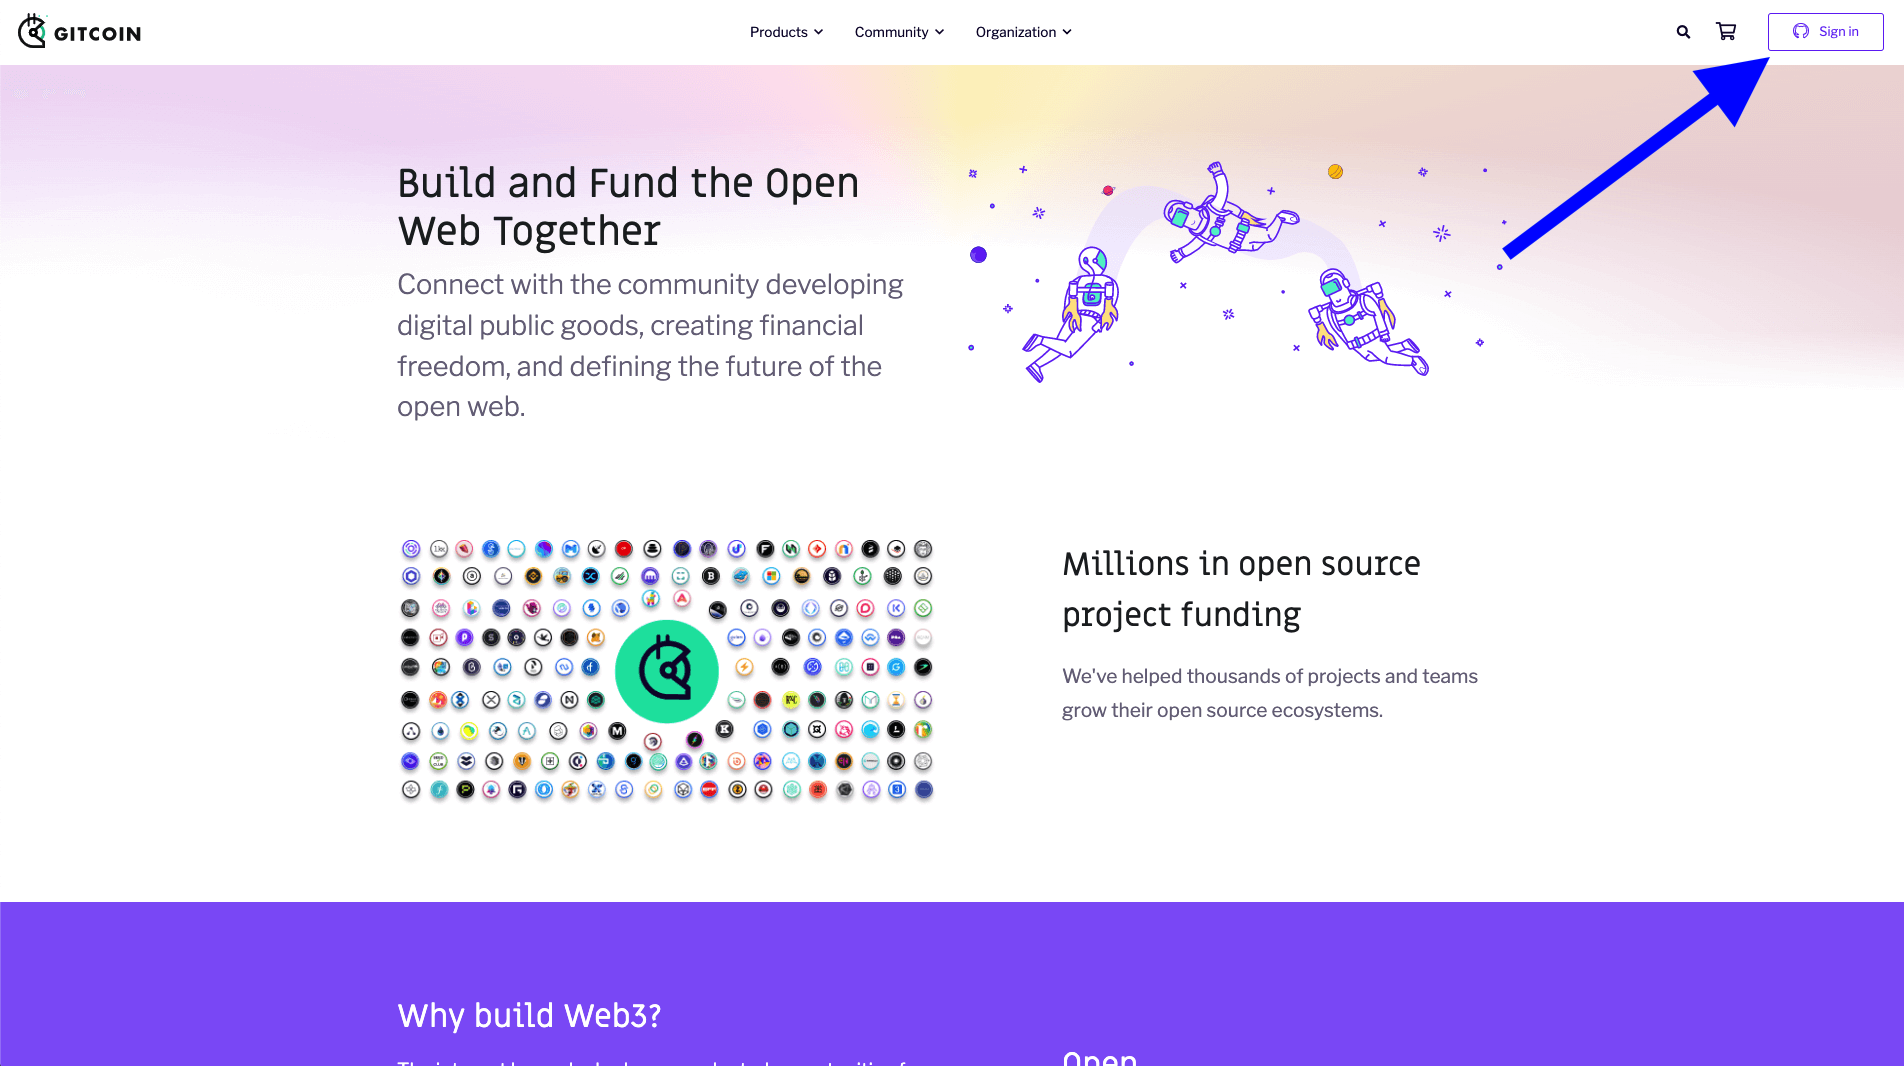 GITCOIN
Products
Community
Organization
Sign in
Build and Fund the Open
Web Together
Connect with the community developing
digital public goods, creating financial
freedom, and defining the future of the
open web.
Millions in open source
project funding
We've helped thousands of projects and teams
grow their open source ecosystems.
Why build Web3?
Open